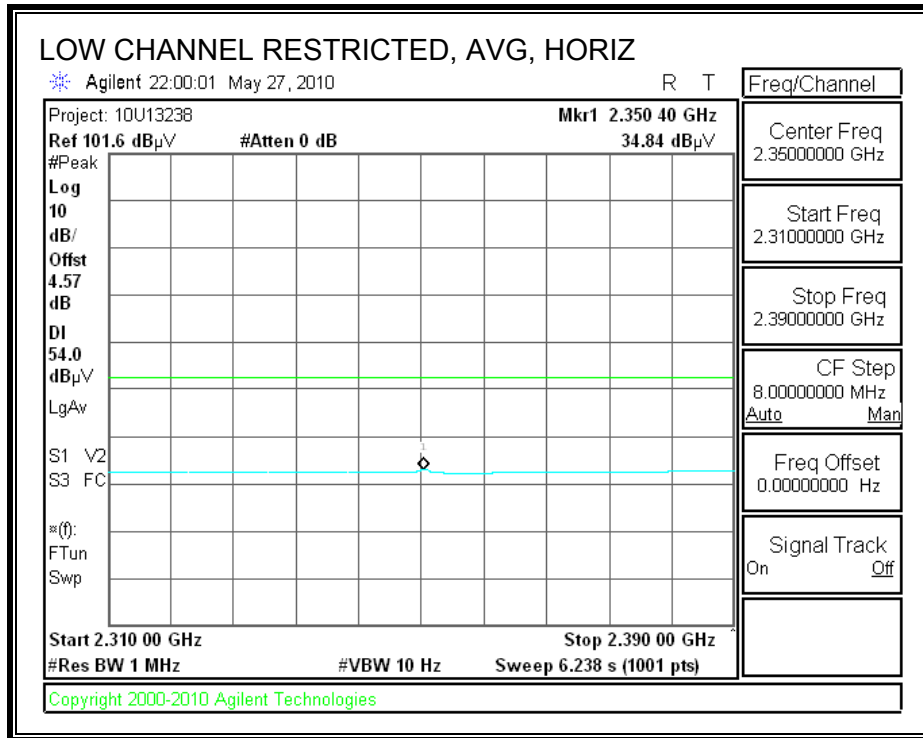 LOW CHANNEL RESTRICTED, AVG, HORIZ
Agilent 22:00:01 May 27, 2010 R T
Freq/Channel
Project: 10U13238 Mkr1 2.350 40 GHz
Ref 101.6 dBµV #Atten 0 dB 34.84 dBµV
#Peak
Log
10
dB/
Offst
4.57
dB
DI
54.0
dBµV
LgAv
S1 V2
S3 FC
¤(f):
FTun
Swp
1
Start 2.310 00 GHz Stop 2.390 00 GHz
#Res BW 1 MHz #VBW 10 Hz Sweep 6.238 s (1001 pts)
Center Freq
2.35000000 GHz
Start Freq
2.31000000 GHz
Stop Freq
2.39000000 GHz
CF Step
8.00000000 MHz
Auto Man
Freq Offset
0.00000000 Hz
Signal Track
On Off
Copyright 2000-2010 Agilent Technologies